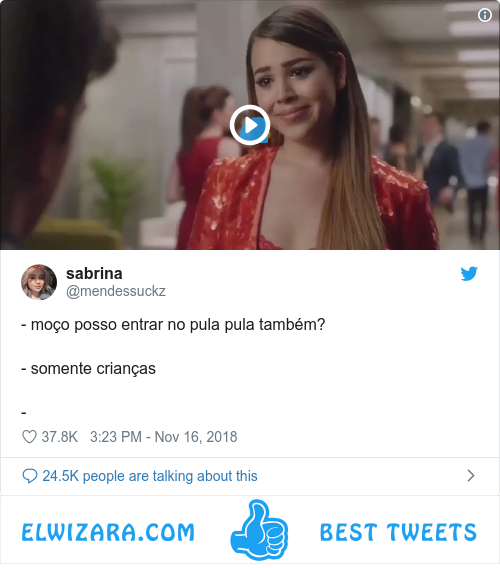 sabrina
@mendessuckz
- moço posso entrar no pula pula também?
- somente crianças
-
37.8K 3:23 PM - Nov 16, 2018
24.5K people are talking about this
ELWIZARA.COM BEST TWEETS